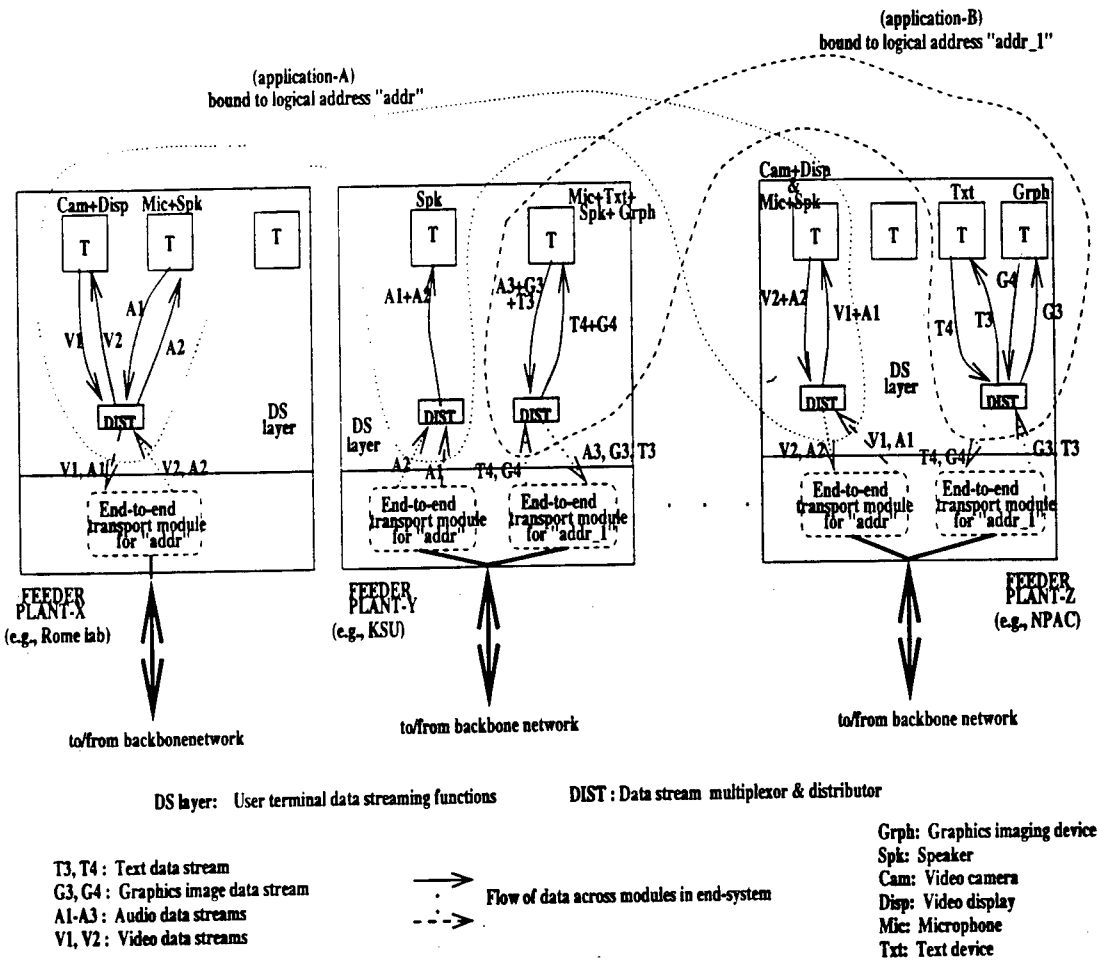 (application-B)
bound to logical address "addr_1"
(application-A)
bound to logical address "addr"
Cam+Disp
Mic+Spk
T
T
T
V1
V2
A1
A2
DIST
DS
layer
V1, A1
V2, A2
End-to-end
transport module
for "addr"
FEEDER
PLANT-X
(e.g., Rome lab)
to/from backbonenetwork
Spk
Mic+Txt+
Spk+ Grph
T
T
A1+A2
A3+G3
+T3
T4+G4
DIST
DIST
DS
layer
A2
A1
T4, G4
A3, G3, T3
End-to-end
transport module
for "addr"
End-to-end
transport module
for "addr_1"
FEEDER
PLANT-Y
(e.g., KSU)
to/from backbone network
Cam+Disp
&
Mic+Spk
Txt
Grph
T
T
T
T
V2+A2
V1+A1
T4
T3
G4
G3
DS
layer
DIST
DIST
V2, A2
V1, A1
T4, G4
G3, T3
End-to-end
transport module
for "addr"
End-to-end
transport module
for "addr_1"
FEEDER
PLANT-Z
(e.g., NPAC)
to/from backbone network
DS layer: User terminal data streaming functions
DIST : Data stream multiplexor & distributor
T3, T4 : Text data stream
G3, G4 : Graphics image data stream
A1-A3 : Audio data streams
V1, V2 : Video data streams
Flow of data across modules in end-system
Grph: Graphics imaging device
Spk: Speaker
Cam: Video camera
Disp: Video display
Mic: Microphone
Txt: Text device